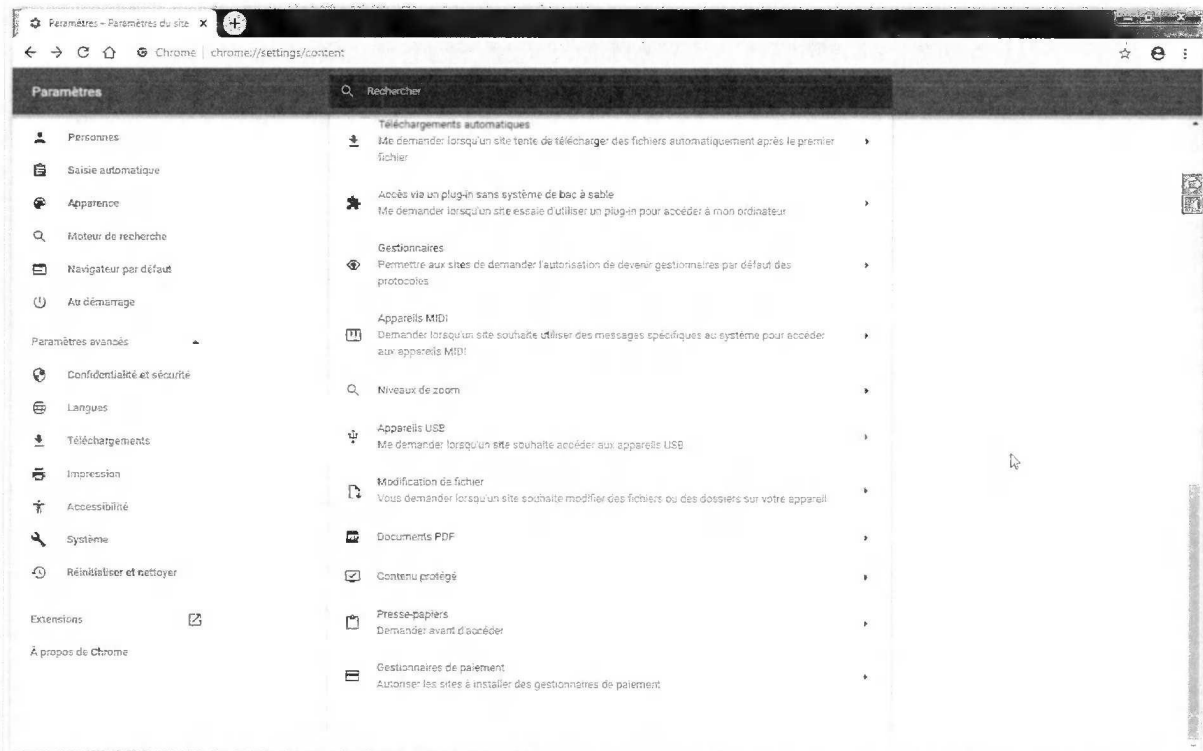 Paramètres – Paramètres du site
Chrome | chrome://settings/content
Paramètres
Rechercher
Personnes
Saisie automatique
Apparence
Moteur de recherche
Navigateur par défaut
Au démarrage
Paramètres avancés
Confidentialité et sécurité
Langues
Téléchargements
Impression
Accessibilité
Système
Réinitialiser et nettoyer
Extensions
À propos de Chrome
Téléchargements automatiques
Me demander lorsqu'un site tente de télécharger des fichiers automatiquement après le premier
fichier
Accès via un plug-in sans système de bac à sable
Me demander lorsqu'un site essaie d'utiliser un plug-in pour accéder à mon ordinateur
Gestionnaires
Permettre aux sites de demander l'autorisation de devenir gestionnaires par défaut des
protocoles
Appareils MIDI
Demander lorsqu'un site souhaite utiliser des messages spécifiques au système pour accéder
aux appareils MIDI
Niveaux de zoom
Appareils USB
Me demander lorsqu'un site souhaite accéder aux appareils USB
Modification de fichier
Vous demander lorsqu'un site souhaite modifier des fichiers ou des dossiers sur votre appareil
PDF
Documents PDF
Contenu protégé
Presse-papiers
Demander avant d'accéder
Gestionnaires de paiement
Autoriser les sites à installer des gestionnaires de paiement